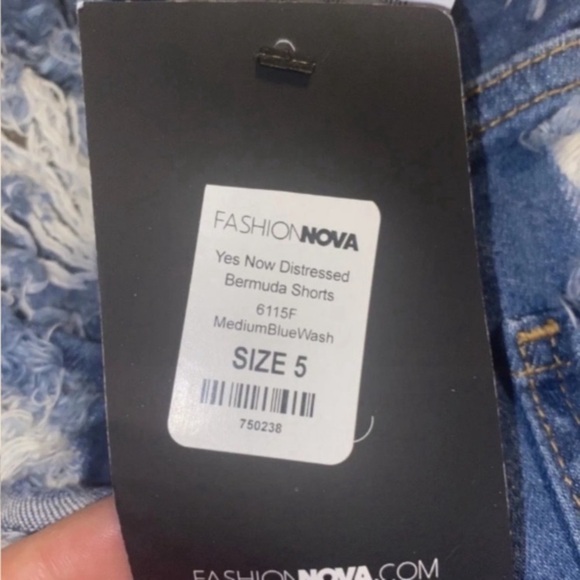 FASHIONNOVA
Yes Now Distressed
Bermuda Shorts
6115F
MediumBlueWash
SIZE 5
750238
FASHIONNOVA.COM